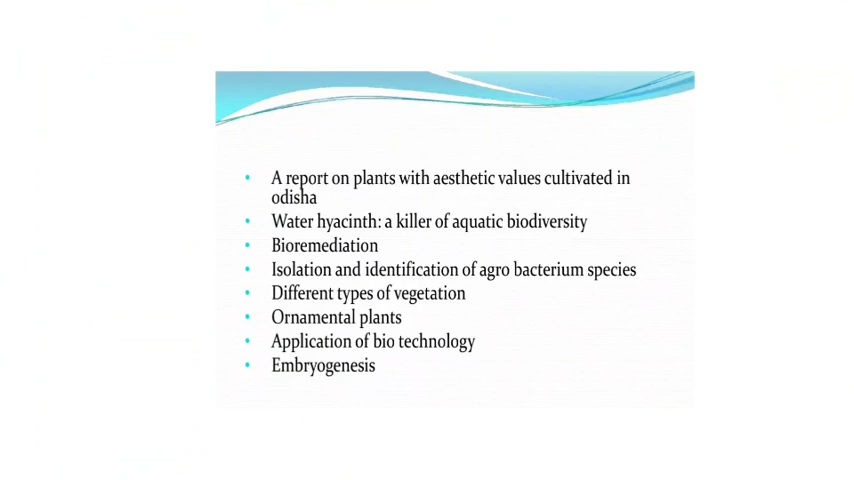 • A report on plants with aesthetic values cultivated in
odisha
• Water hyacinth: a killer of aquatic biodiversity
• Bioremediation
• Isolation and identification of agro bacterium species
• Different types of vegetation
• Ornamental plants
• Application of bio technology
• Embryogenesis